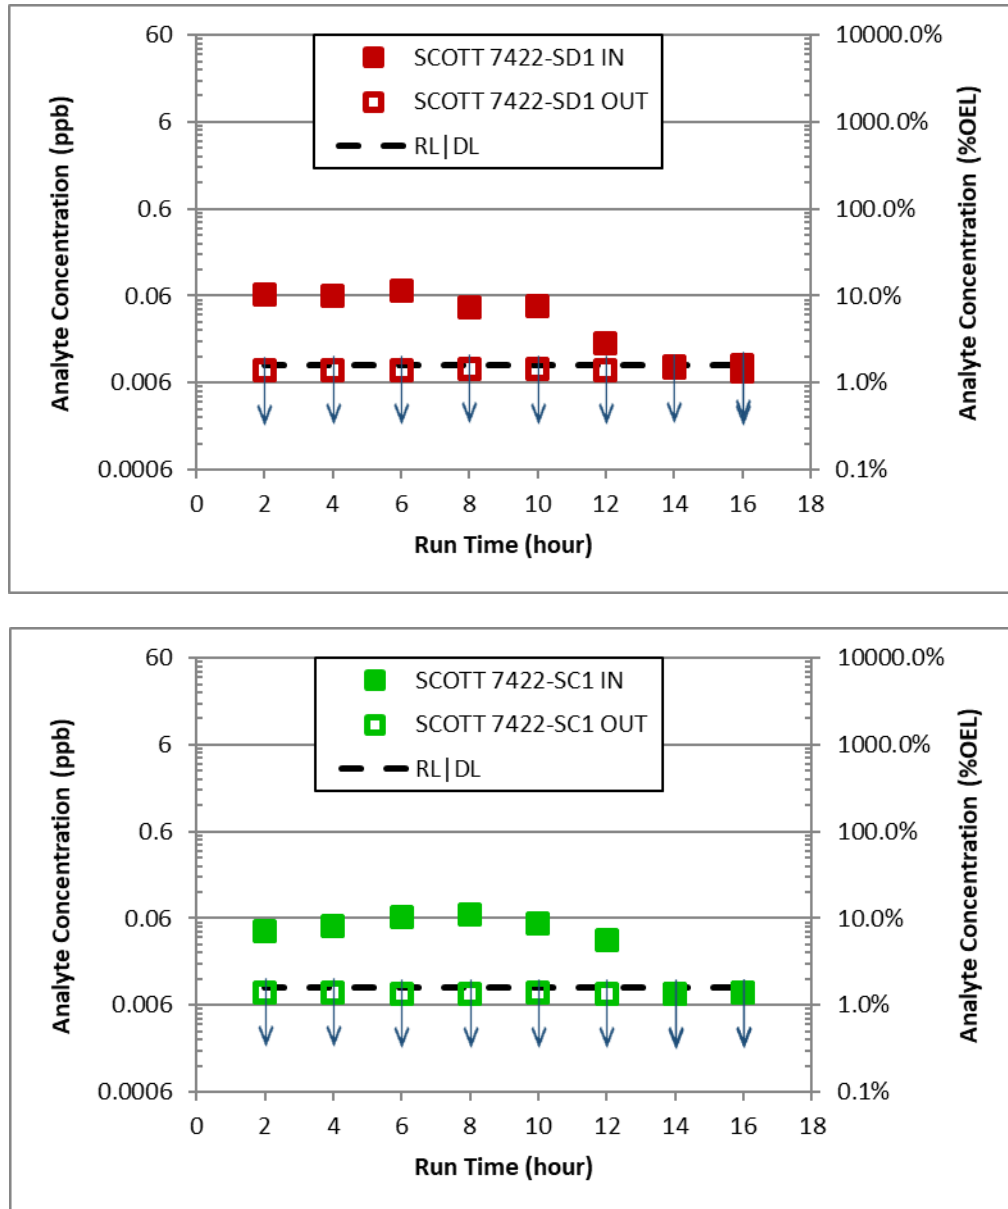 60 10000.0%
SCOTT 7422-SD1 IN
SCOTT 7422-SD1 OUT
RL|DL
6 1000.0%
0.6 100.0%
0.06 10.0%
0.006 1.0%
0.0006 0.1%
Analyte Concentration (ppb)
Analyte Concentration (%OEL)
0 2 4 6 8 10 12 14 16 18
Run Time (hour)
60 10000.0%
SCOTT 7422-SC1 IN
SCOTT 7422-SC1 OUT
RL|DL
6 1000.0%
0.6 100.0%
0.06 10.0%
0.006 1.0%
0.0006 0.1%
Analyte Concentration (ppb)
Analyte Concentration (%OEL)
0 2 4 6 8 10 12 14 16 18
Run Time (hour)